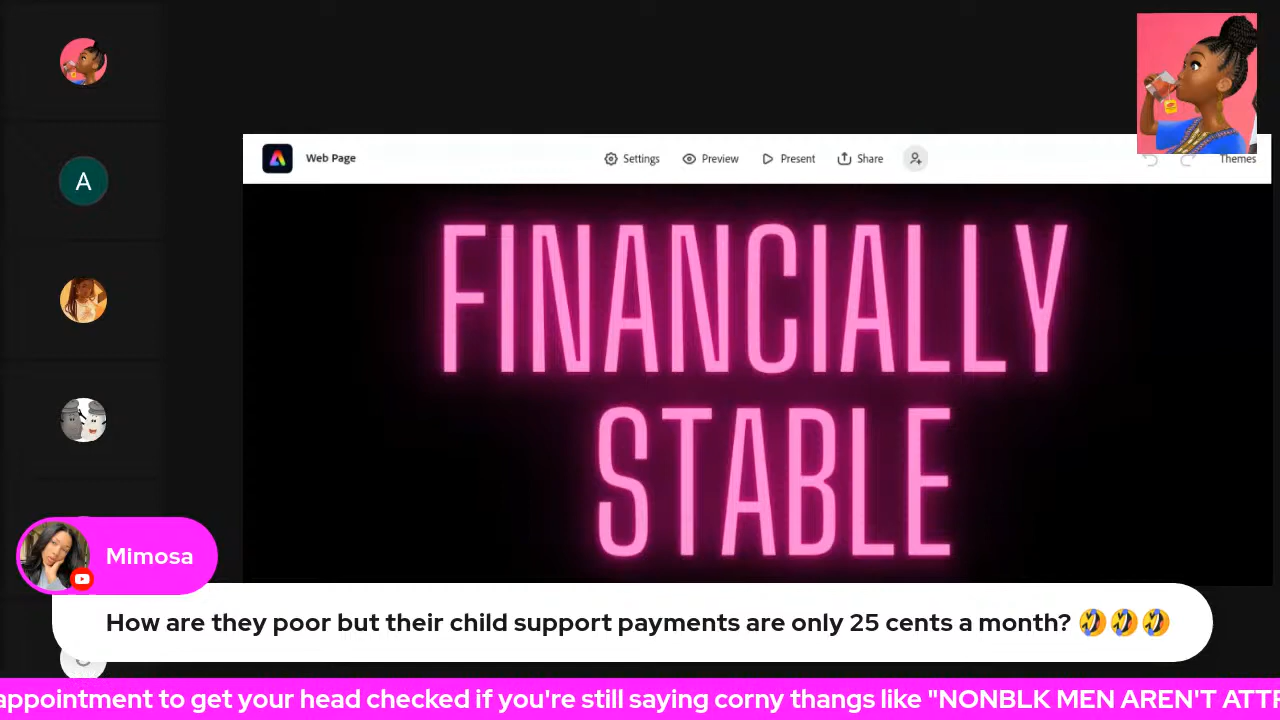 A
Web Page
Settings
Preview
Present
Share
Themes
FINANCIALLY
STABLE
Mimosa
How are they poor but their child support payments are only 25 cents a month? 🤣🤣🤣
appointment to get your head checked if you're still saying corny thangs like "NONBLK MEN AREN'T ATTR